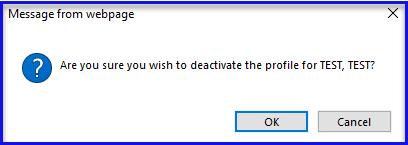 Message from webpage
Are you sure you wish to deactivate the profile for TEST, TEST?
OK
Cancel